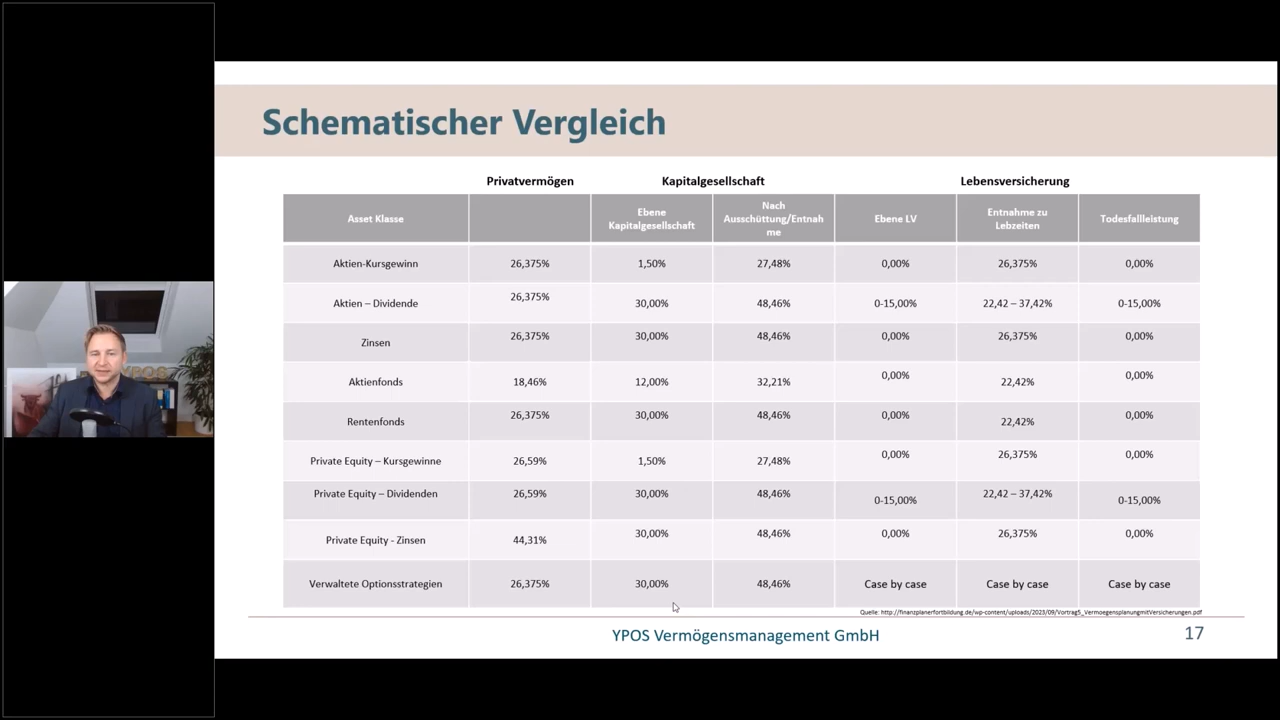 Schematischer Vergleich
Privatvermögen Kapitalgesellschaft Lebensversicherung
Asset Klasse Ebene Kapitalgesellschaft Nach Ausschüttung/Entnah me Ebene LV Entnahme zu Lebzeiten Todesfallleistung
Aktien-Kursgewinn 26,375% 1,50% 27,48% 0,00% 26,375% 0,00%
Aktien – Dividende 26,375% 30,00% 48,46% 0-15,00% 22,42 – 37,42% 0-15,00%
Zinsen 26,375% 30,00% 48,46% 0,00% 26,375% 0,00%
Aktienfonds 18,46% 12,00% 32,21% 0,00% 22,42% 0,00%
Rentenfonds 26,375% 30,00% 48,46% 0,00% 22,42% 0,00%
Private Equity – Kursgewinne 26,59% 1,50% 27,48% 0,00% 26,375% 0,00%
Private Equity – Dividenden 26,59% 30,00% 48,46% 0-15,00% 22,42 – 37,42% 0-15,00%
Private Equity - Zinsen 44,31% 30,00% 48,46% 0,00% 26,375% 0,00%
Verwaltete Optionsstrategien 26,375% 30,00% 48,46% Case by case Case by case Case by case
Quelle: http://finanzplanerfortbildung.de/wp-content/uploads/2023/09/Vortrag5_VermoegensplanungmitVersicherungen.pdf
YPOS Vermögensmanagement GmbH
17
YPOS